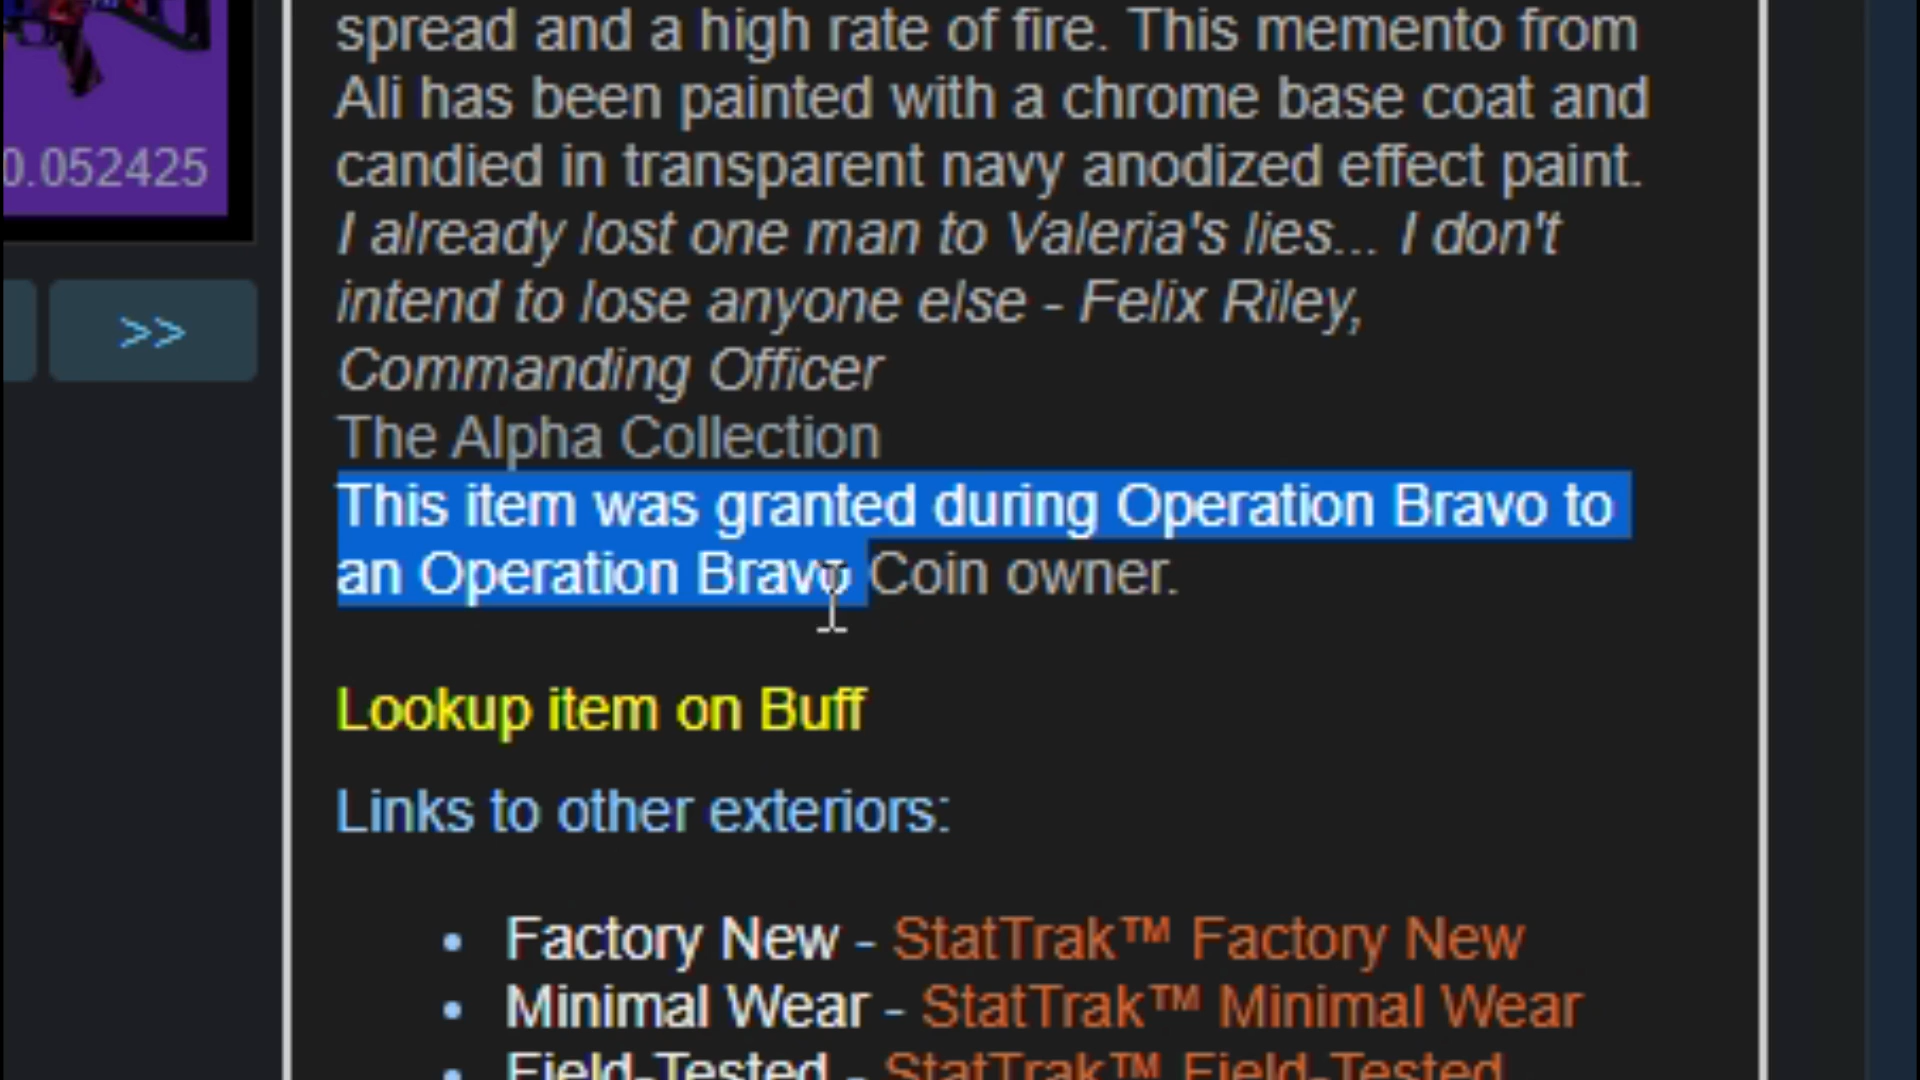 spread and a high rate of fire. This memento from
Ali has been painted with a chrome base coat and
candied in transparent navy anodized effect paint.
I already lost one man to Valeria's lies... I don't
intend to lose anyone else - Felix Riley,
Commanding Officer
The Alpha Collection
This item was granted during Operation Bravo to
an Operation Bravo Coin owner.
0.052425
>>
Lookup item on Buff
Links to other exteriors:
• Factory New - StatTrak™ Factory New
• Minimal Wear - StatTrak™ Minimal Wear
• Field-Tested - StatTrak™ Field-Tested